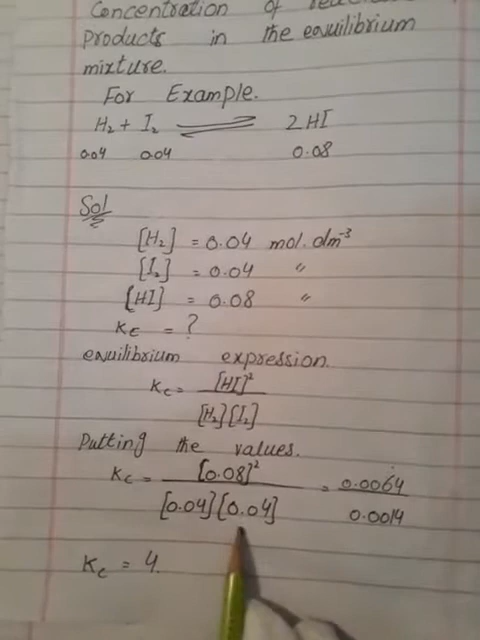 Concentration of
products in the equilibrium
mixture.
For Example.
H₂ + I₂ ⇌ 2HI
0.04 0.04 0.08
Sol
[H₂] = 0.04 mol.dm⁻³
[I₂] = 0.04 〃
[HI] = 0.08 〃
Kc = ?
equilibrium expression.
Kc = [HI]² / [H₂][I₂]
Putting the values.
Kc = [0.08]² / [0.04][0.04] = 0.0064 / 0.0014
Kc = 4.